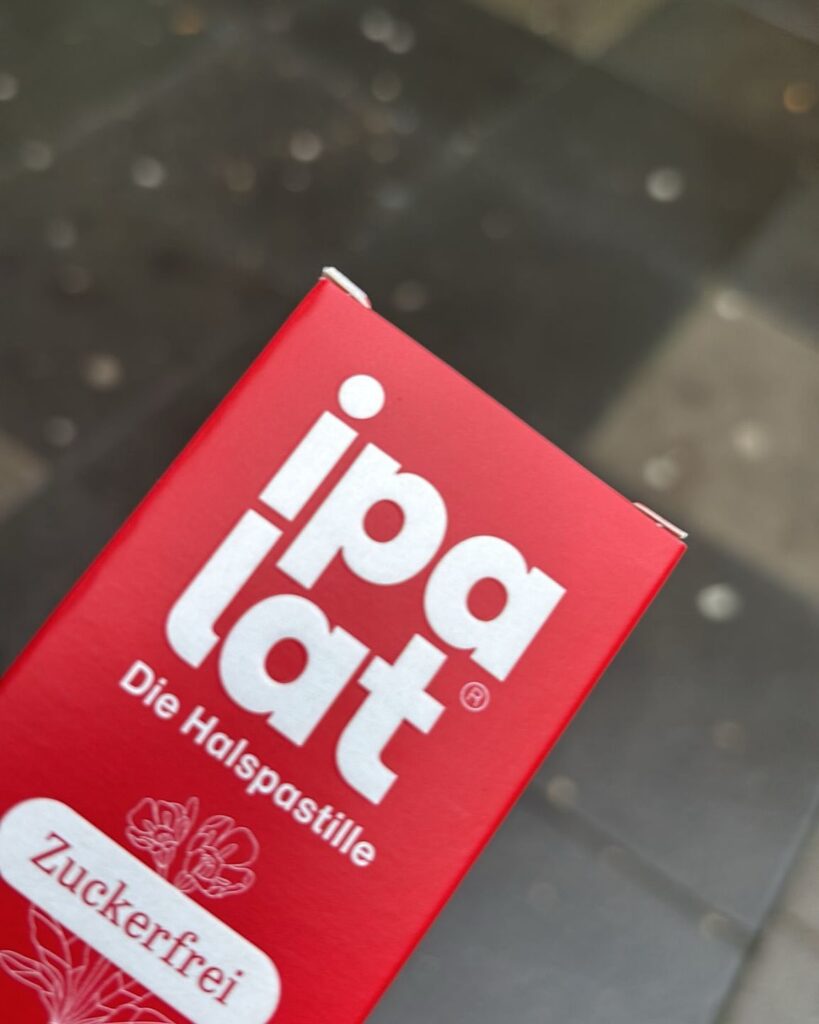 ipa
lat®
Die Halspastille
Zuckerfrei